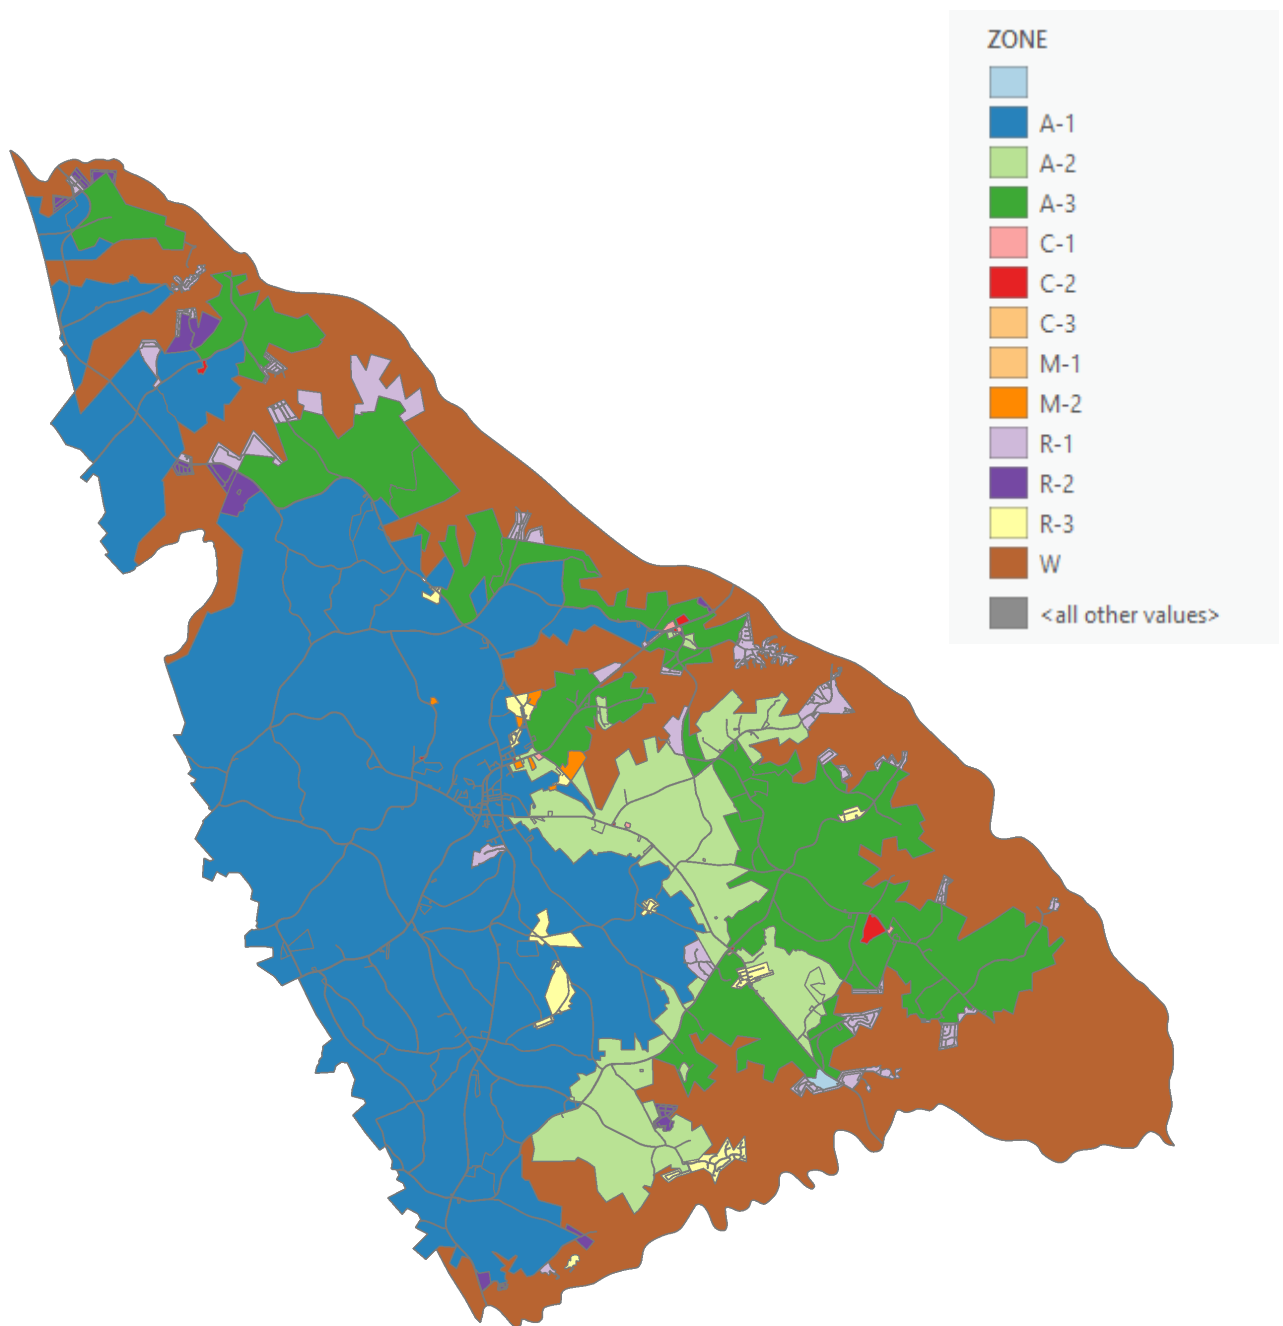 ZONE
A-1
A-2
A-3
C-1
C-2
C-3
M-1
M-2
R-1
R-2
R-3
W
<all other values>